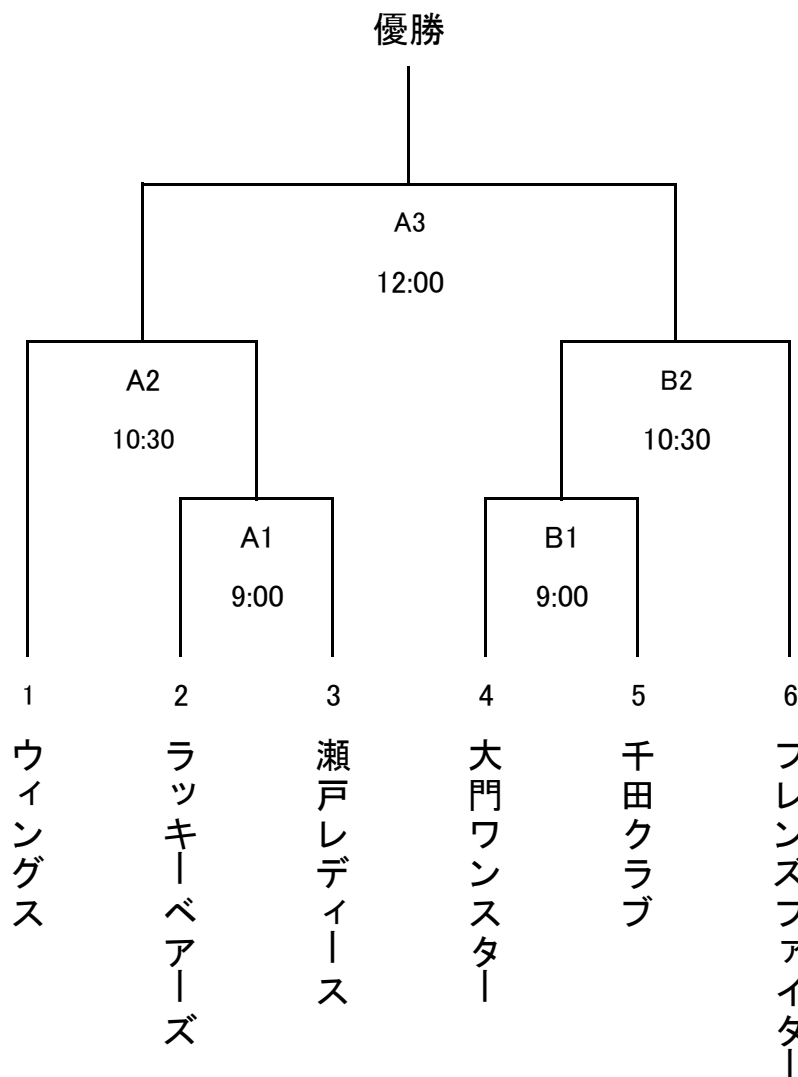 優勝
A3
12:00
A2
B2
10:30
10:30
A1
B1
9:00
9:00
1
2
3
4
5
6
ウィングス
ラッキーベアーズ
瀬戸レディース
大門ワンスター
千田クラブ
フレンズファイター